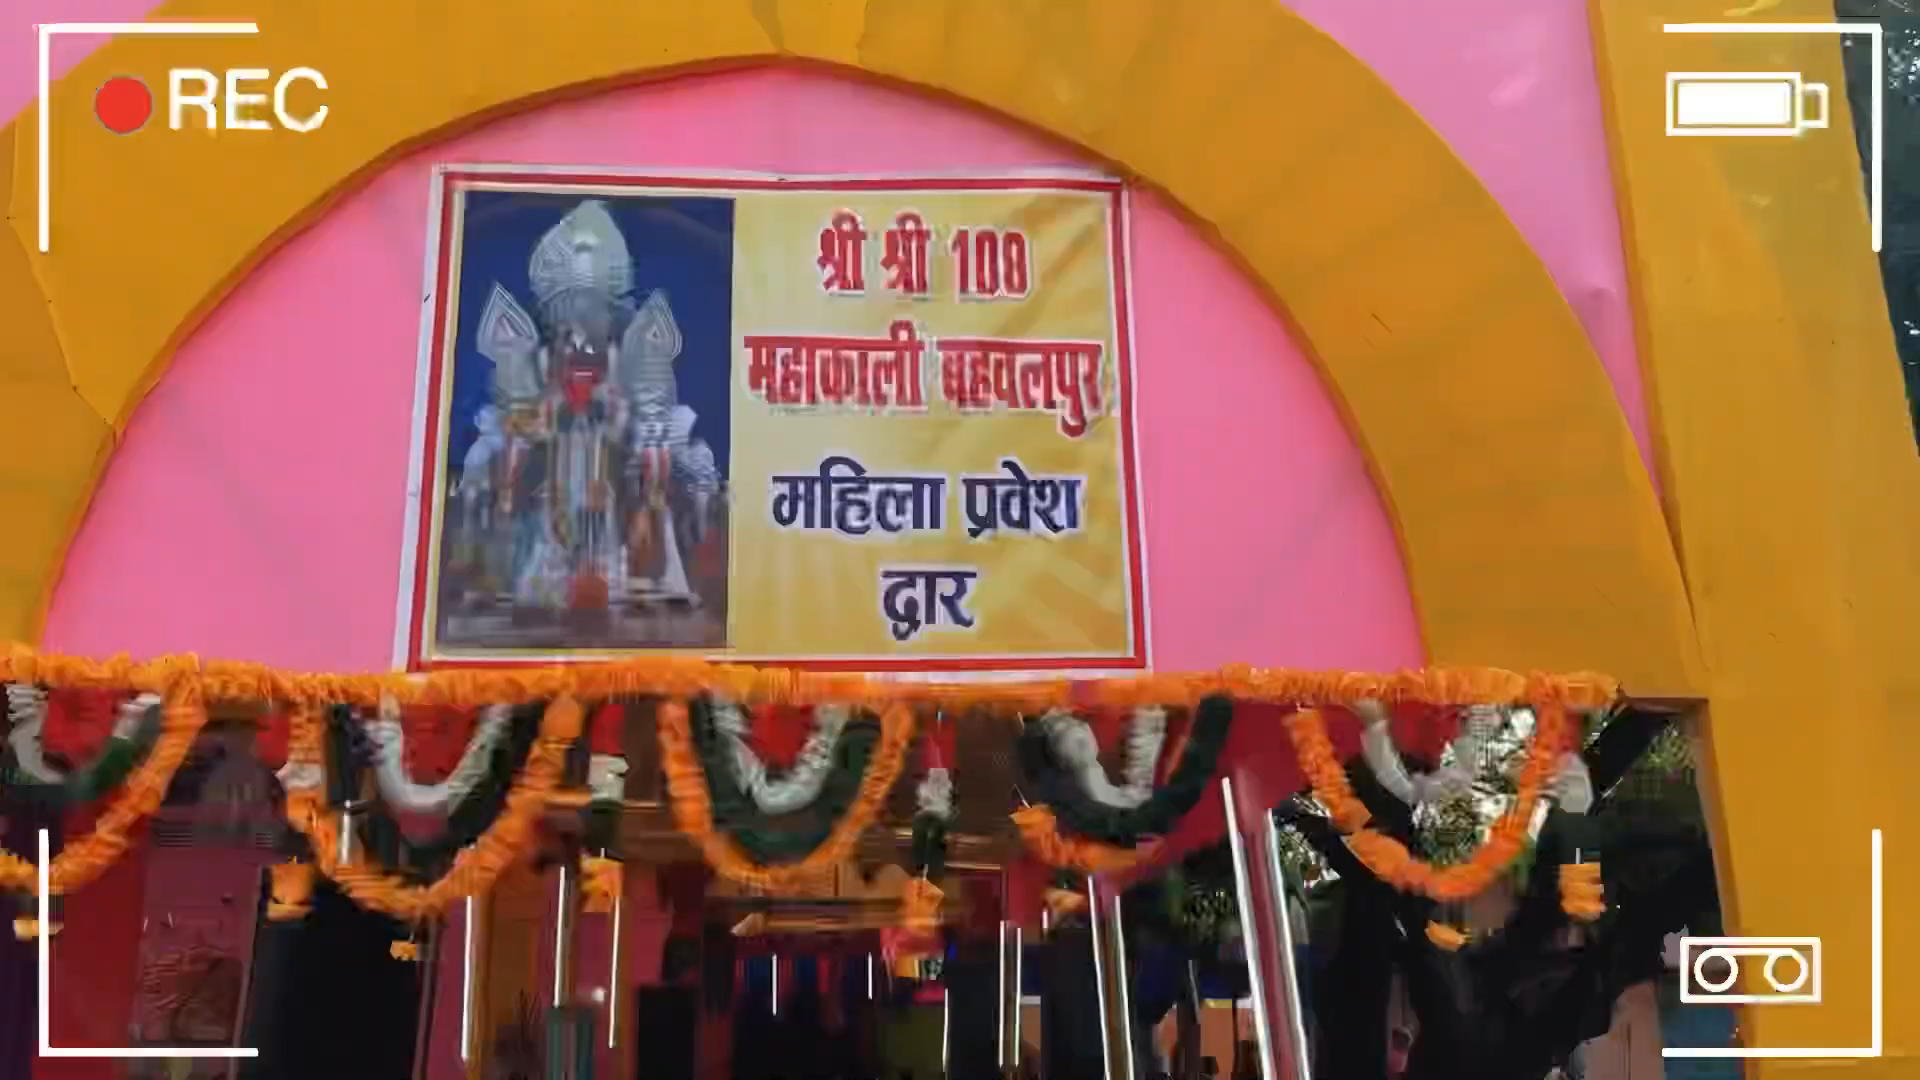 REC
श्री श्री 108
महाकाली बहवलपुर
महिला प्रवेश
द्वार